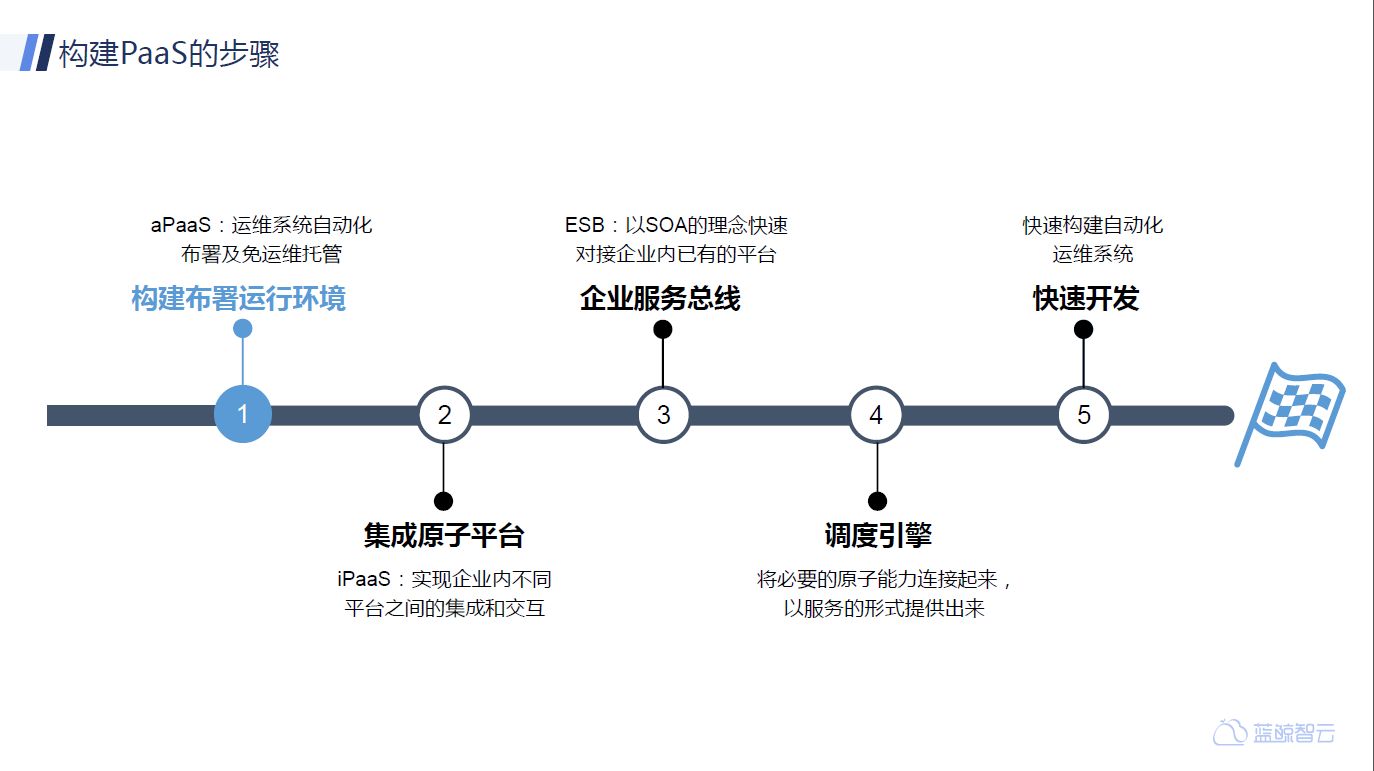 构建PaaS的步骤
aPaaS：运维系统自动化
布署及免运维托管
构建布署运行环境
1
2
集成原子平台
iPaaS：实现企业内不同
平台之间的集成和交互
ESB：以SOA的理念快速
对接企业内已有的平台
企业服务总线
3
4
调度引擎
将必要的原子能力连接起来，
以服务的形式提供出来
快速构建自动化
运维系统
快速开发
5
蓝鲸智云